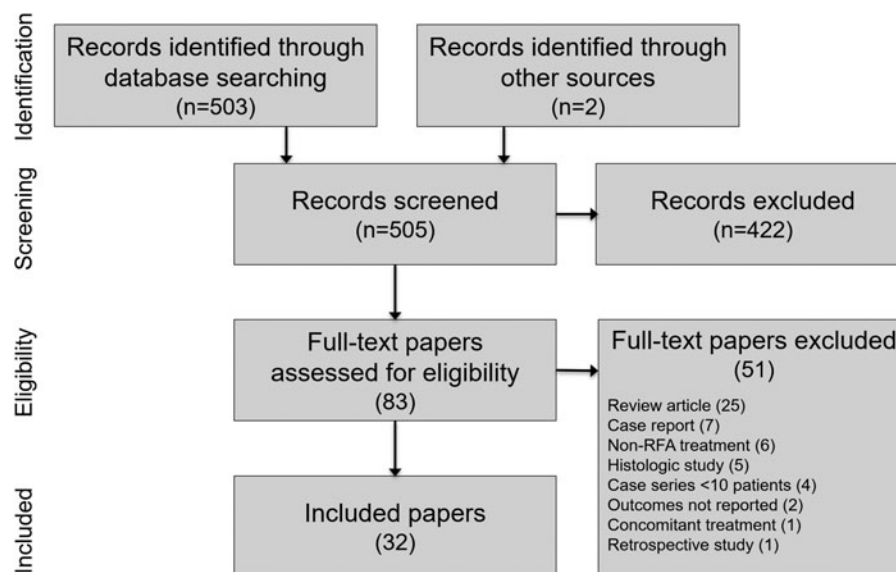 Identification
Records identified through
database searching
(n=503)
Records identified through
other sources
(n=2)
Screening
Records screened
(n=505)
Records excluded
(n=422)
Eligibility
Full-text papers
assessed for eligibility
(83)
Full-text papers excluded
(51)
Review article (25)
Case report (7)
Non-RFA treatment (6)
Histologic study (5)
Case series <10 patients (4)
Outcomes not reported (2)
Concomitant treatment (1)
Retrospective study (1)
Included
Included papers
(32)